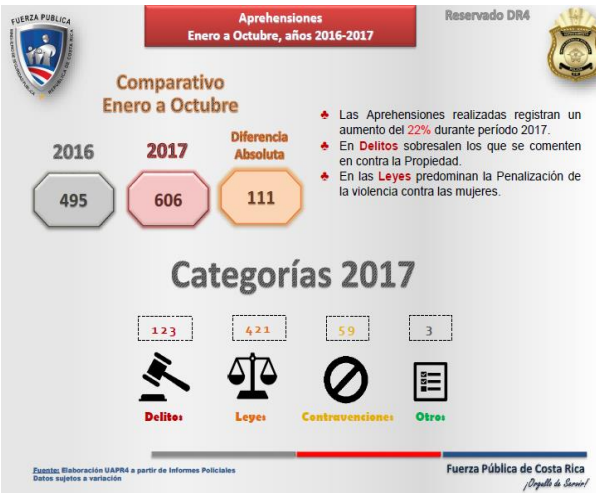 FUERZA PUBLICA
Aprehensiones
Enero a Octubre, años 2016-2017
Reservado DR4
Comparativo
Enero a Octubre
2016
2017
Diferencia
Absoluta
495
606
111
♣ Las Aprehensiones realizadas registran un
aumento del 22% durante período 2017.
♣ En Delitos sobresalen los que se comenten
en contra la Propiedad.
♣ En las Leyes predominan la Penalización de
la violencia contra las mujeres.
Categorías 2017
123
421
59
3
Delitos
Leyes
Contravenciones
Otros
Fuente: Elaboración UAPR4 a partir de Informes Policiales
Datos sujetos a variación
Fuerza Pública de Costa Rica
¡Orgullo de Servir!